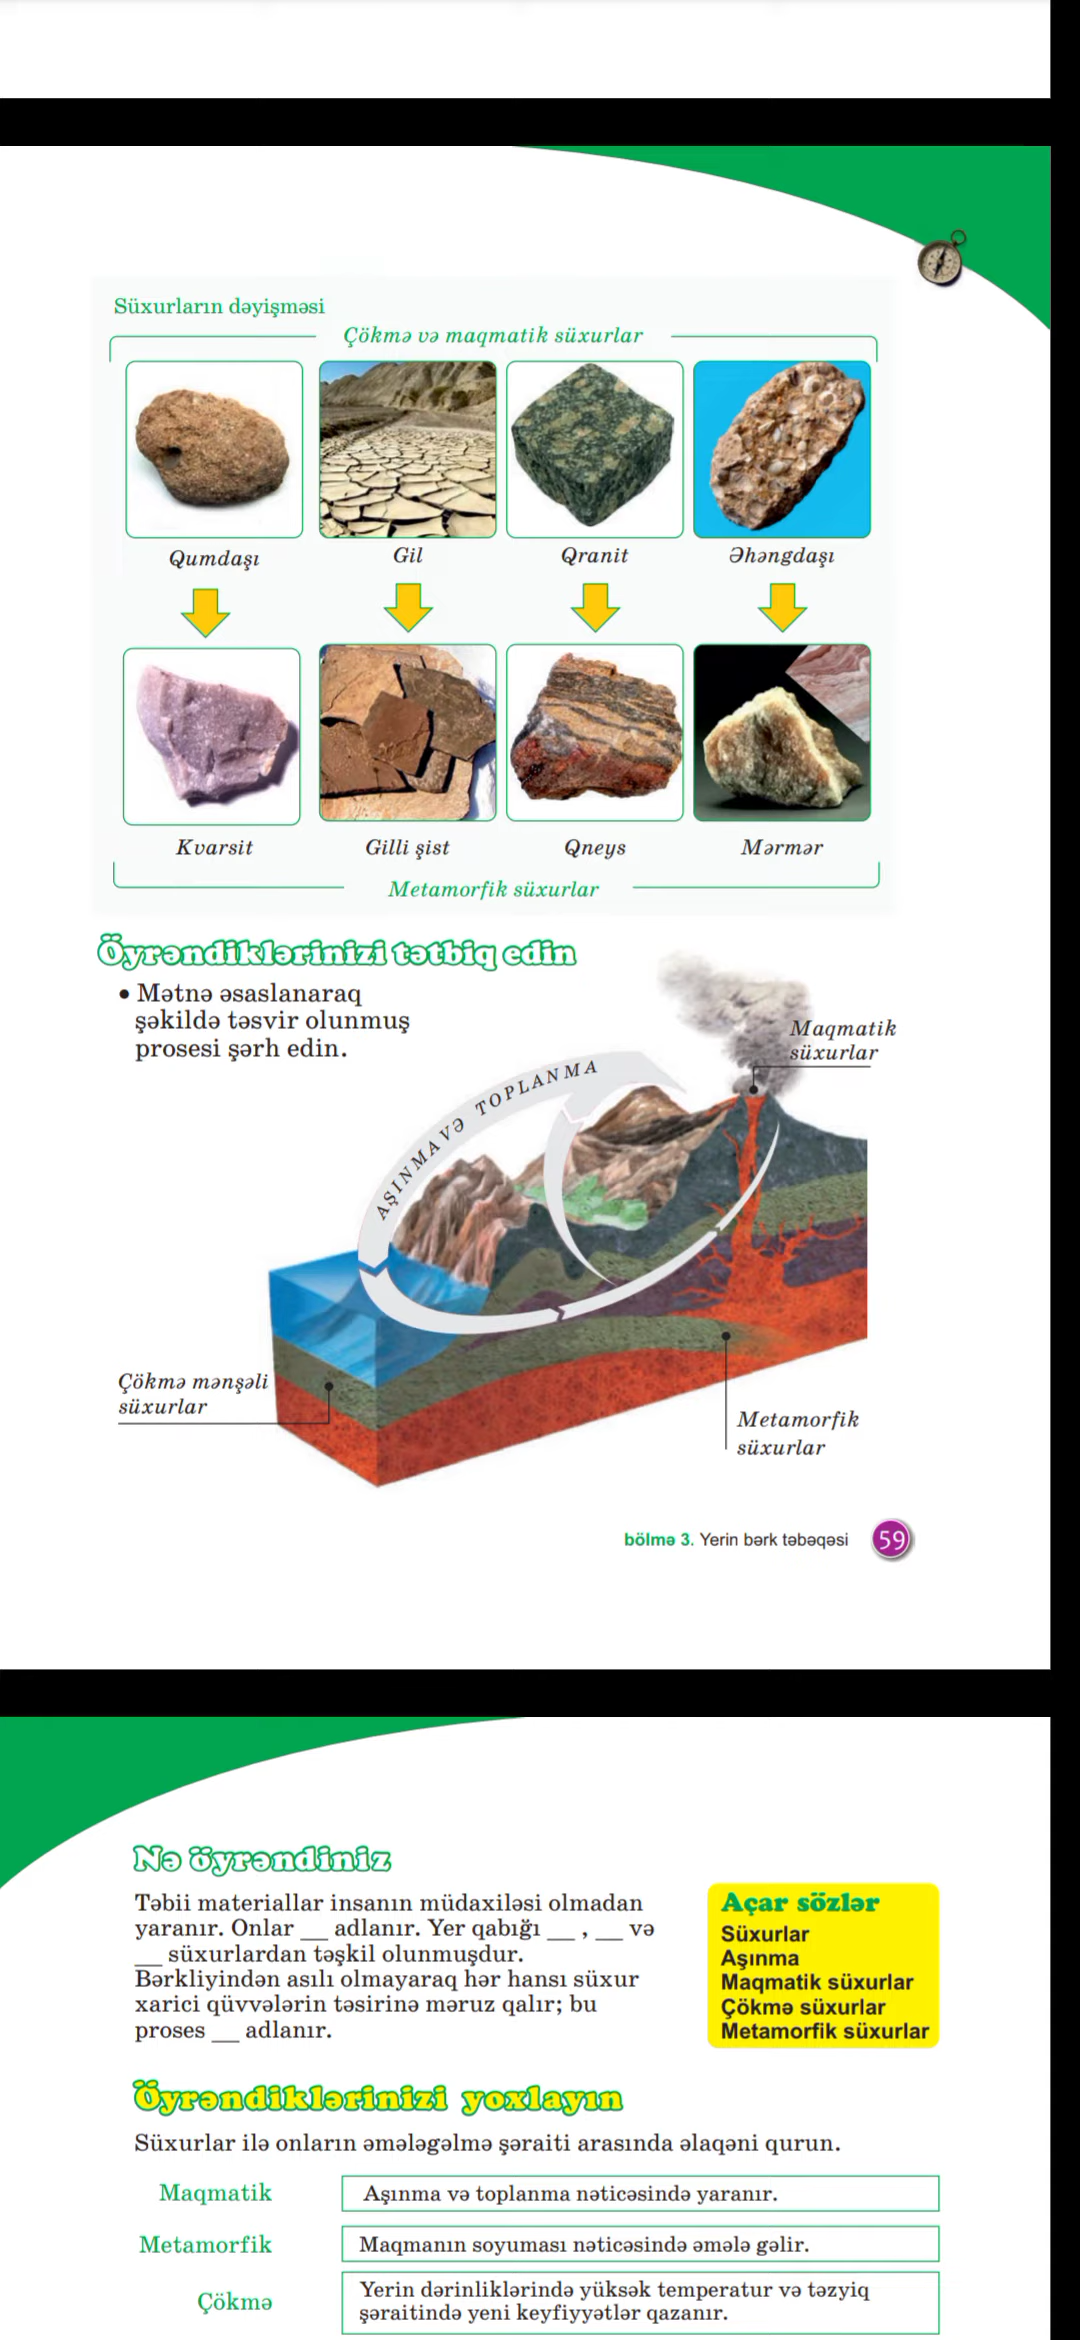 Süxurların dəyişməsi
Çökmə və maqmatik süxurlar
Qumdaşı
Gil
Qranit
Əhəngdaşı
Kvarsit
Gilli şist
Qneys
Mərmər
Metamorfik süxurlar
Öyrəndiklərinizi tətbiq edin
• Mətnə əsaslanaraq
şəkildə təsvir olunmuş
prosesi şərh edin.
Maqmatik
süxurlar
AŞINMA VƏ TOPLANMA
Çökmə mənşəli
süxurlar
Metamorfik
süxurlar
bölmə 3. Yerin bərk təbəqəsi 59
Nə öyrəndiniz
Təbii materiallar insanın müdaxiləsi olmadan
yaranır. Onlar __ adlanır. Yer qabığı __ , __ və
__ süxurlardan təşkil olunmuşdur.
Bərkliyindən asılı olmayaraq hər hansı süxur
xarici qüvvələrin təsirinə məruz qalır; bu
proses __ adlanır.
Açar sözlər
Süxurlar
Aşınma
Maqmatik süxurlar
Çökmə süxurlar
Metamorfik süxurlar
Öyrəndiklərinizi yoxlayın
Süxurlar ilə onların əmələgəlmə şəraiti arasında əlaqəni qurun.
Maqmatik
Aşınma və toplanma nəticəsində yaranır.
Metamorfik
Maqmanın soyuması nəticəsində əmələ gəlir.
Çökmə
Yerin dərinliklərində yüksək temperatur və təzyiq
şəraitində yeni keyfiyyətlər qazanır.